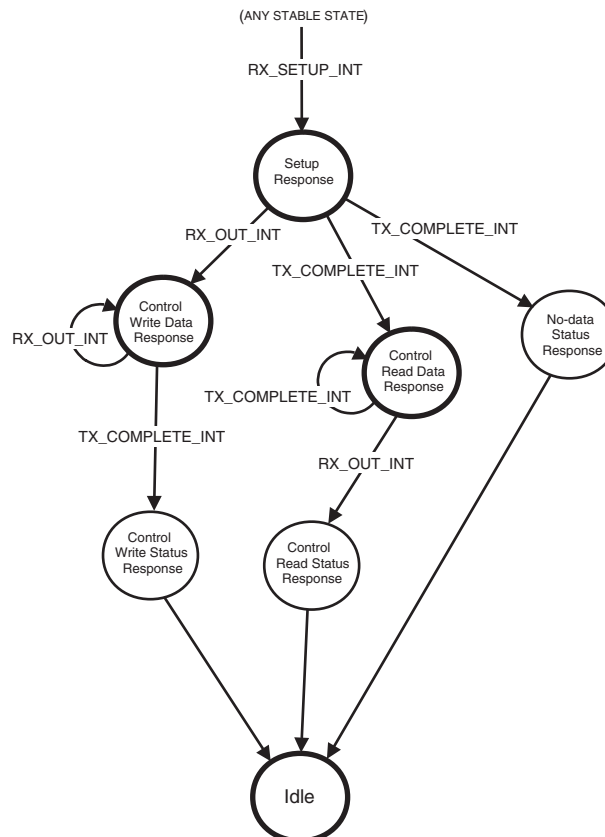 (ANY STABLE STATE)
RX_SETUP_INT
Setup
Response
RX_OUT_INT
TX_COMPLETE_INT
TX_COMPLETE_INT
Control
Write Data
Response
RX_OUT_INT
No-data
Status
Response
Control
Read Data
Response
TX_COMPLETE_INT
TX_COMPLETE_INT
RX_OUT_INT
Control
Write Status
Response
Control
Read Status
Response
Idle